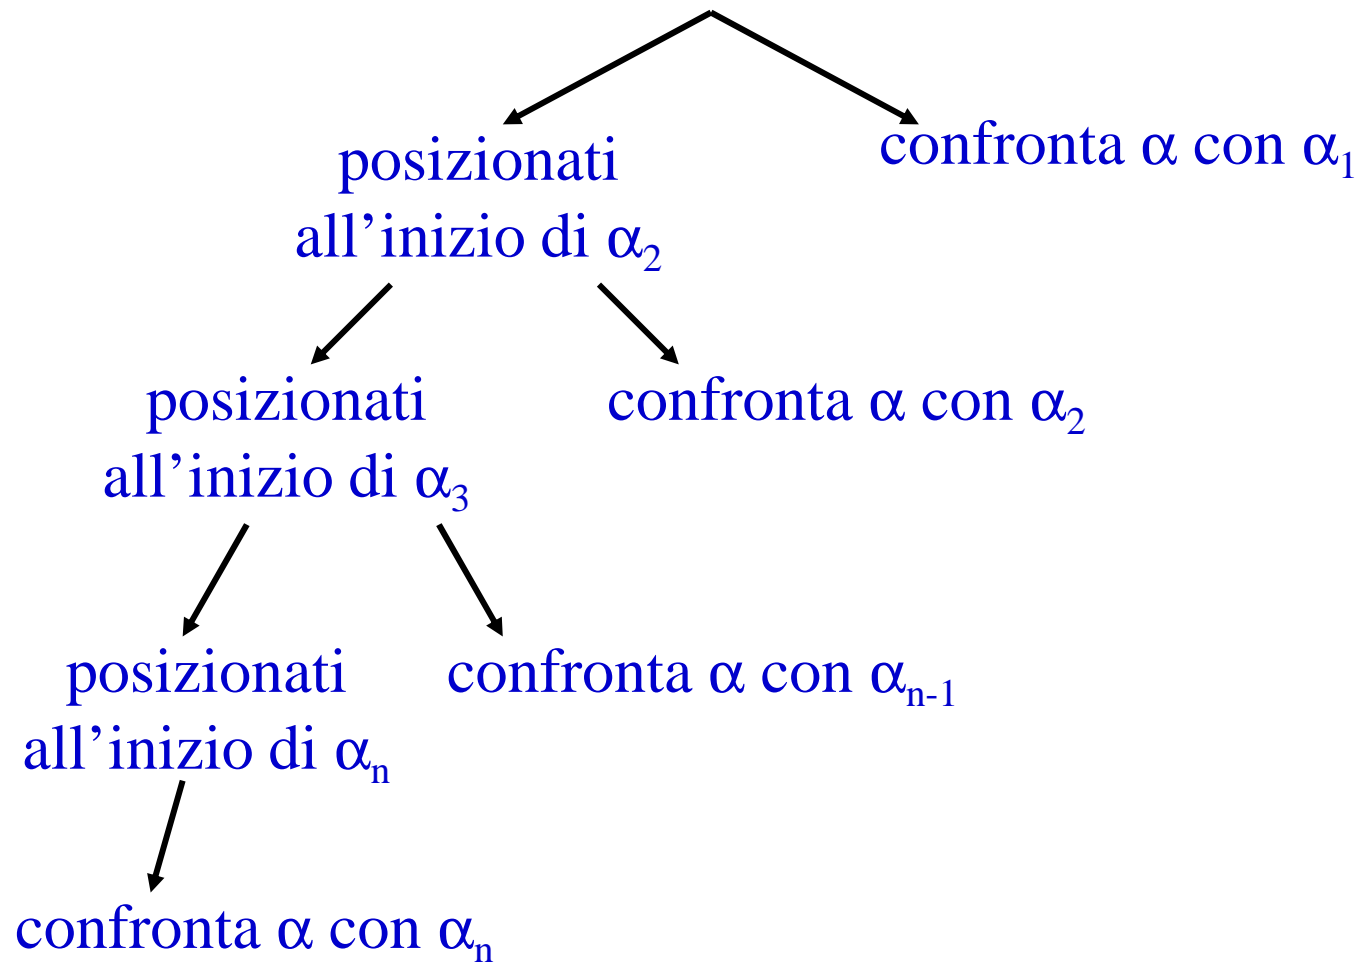 confronta α con α₁
posizionati
all’inizio di α₂
posizionati
all’inizio di α₃
confronta α con α₂
posizionati
all’inizio di αₙ
confronta α con αₙ₋₁
confronta α con αₙ